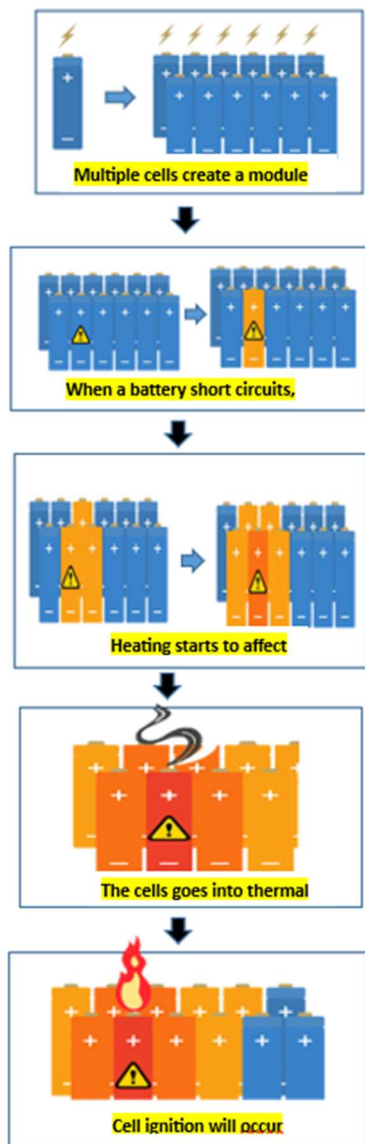 Multiple cells create a module
When a battery short circuits,
Heating starts to affect
The cells goes into thermal
Cell ignition will occur